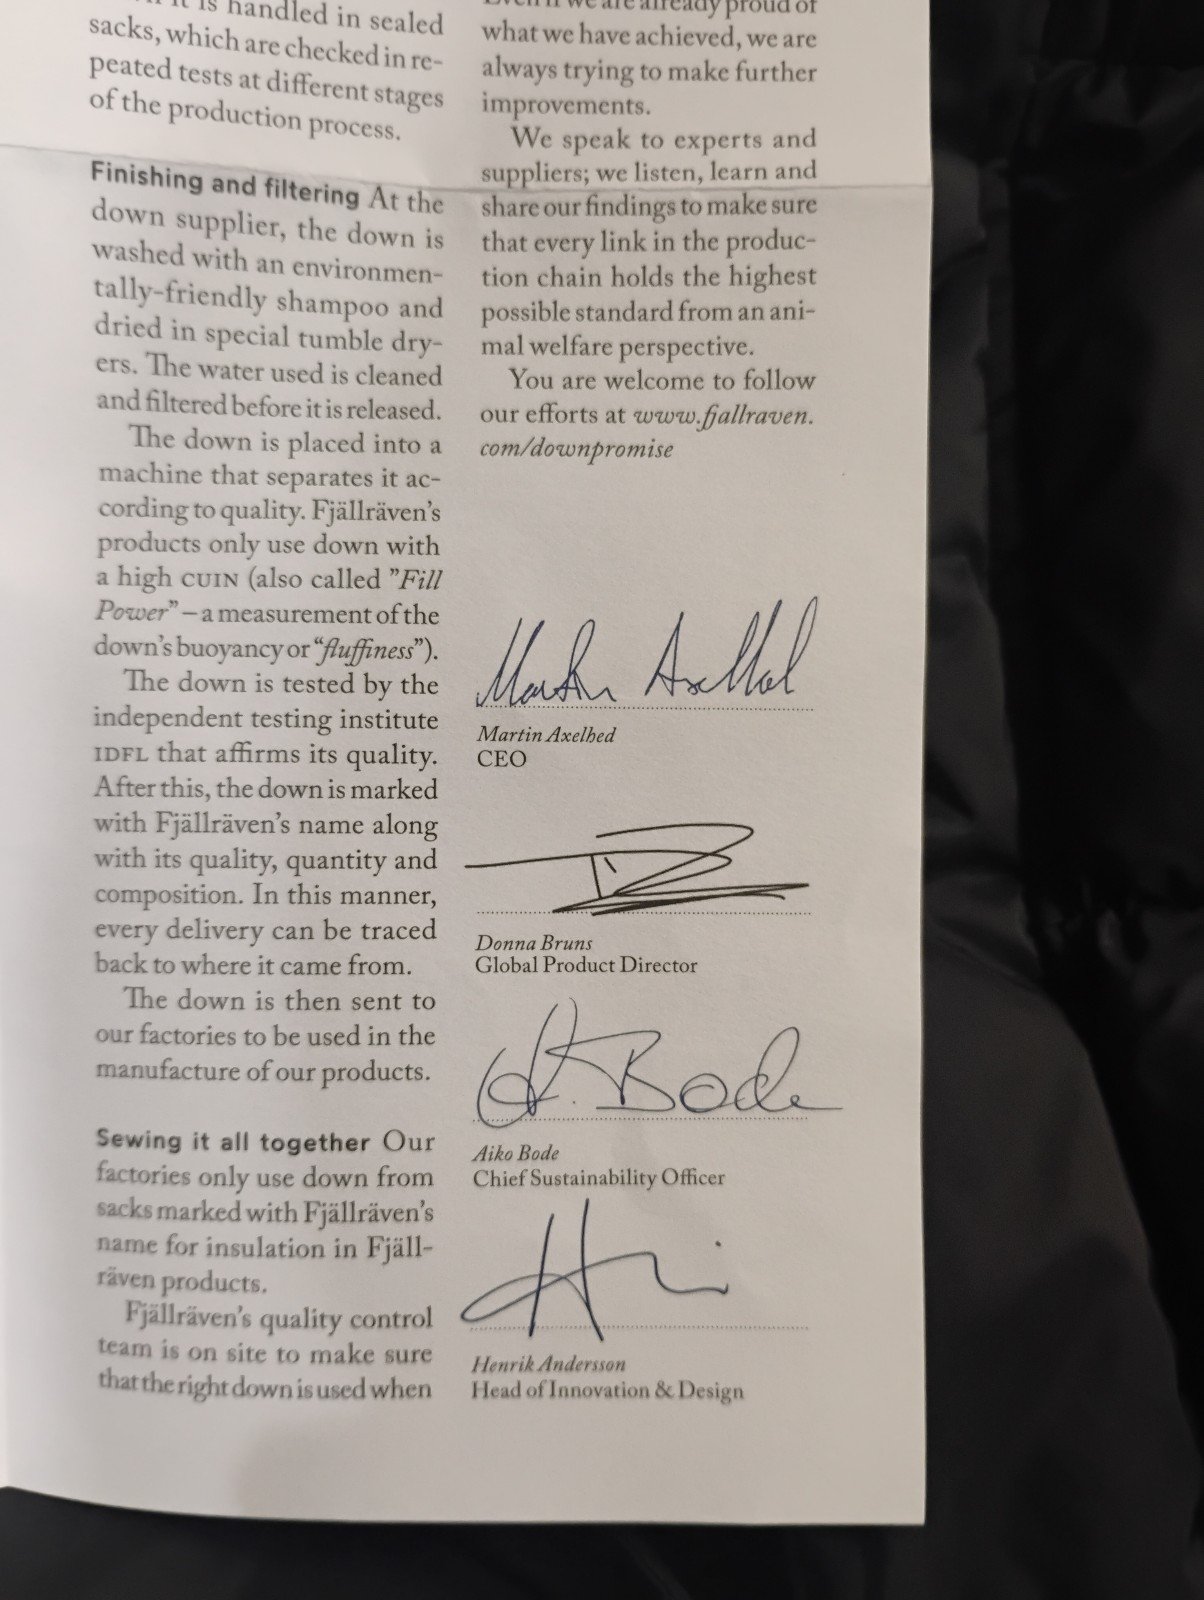 it is handled in sealed
sacks, which are checked in re-
peated tests at different stages
of the production process.
Finishing and filtering At the
down supplier, the down is
washed with an environmen-
tally-friendly shampoo and
dried in special tumble dry-
ers. The water used is cleaned
and filtered before it is released.
The down is placed into a
machine that separates it ac-
cording to quality. Fjällräven's
products only use down with
a high CUIN (also called "Fill
Power" – a measurement of the
down's buoyancy or "fluffiness").
The down is tested by the
independent testing institute
IDFL that affirms its quality.
After this, the down is marked
with Fjällräven's name along
with its quality, quantity and
composition. In this manner,
every delivery can be traced
back to where it came from.
The down is then sent to
our factories to be used in the
manufacture of our products.
Sewing it all together Our
factories only use down from
sacks marked with Fjällräven's
name for insulation in Fjäll-
räven products.
Fjällräven's quality control
team is on site to make sure
that the right down is used when
Even if we are already proud of
what we have achieved, we are
always trying to make further
improvements.
We speak to experts and
suppliers; we listen, learn and
share our findings to make sure
that every link in the produc-
tion chain holds the highest
possible standard from an ani-
mal welfare perspective.
You are welcome to follow
our efforts at www.fjallraven.
com/downpromise
Martin Axelhed
Martin Axelhed
CEO
Donna Bruns
Global Product Director
A. Bode
Aiko Bode
Chief Sustainability Officer
Henrik Andersson
Head of Innovation & Design